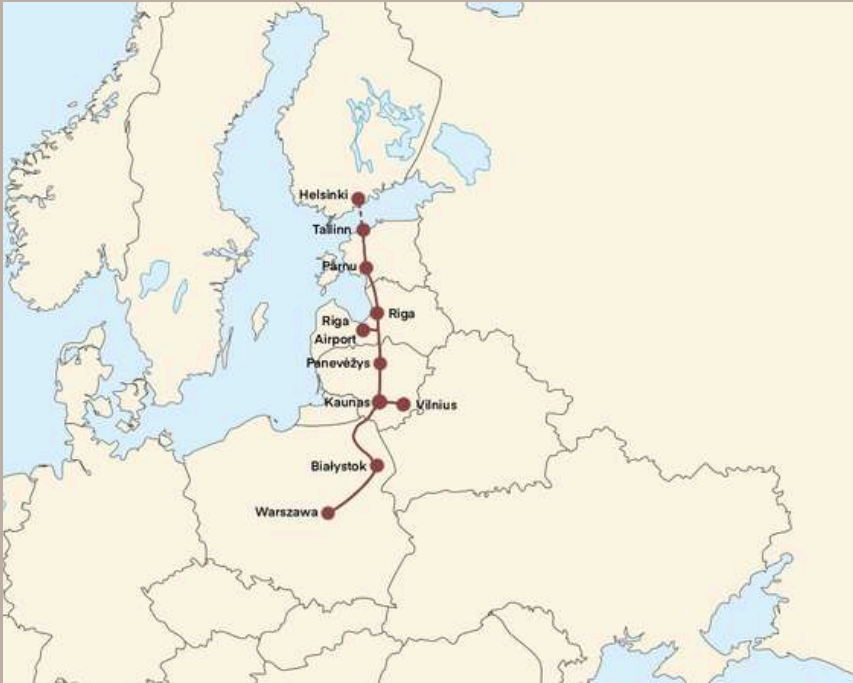 Helsinki
Tallinn
Pärnu
Riga
Riga
Airport
Panevėžys
Kaunas
Vilnius
Białystok
Warszawa